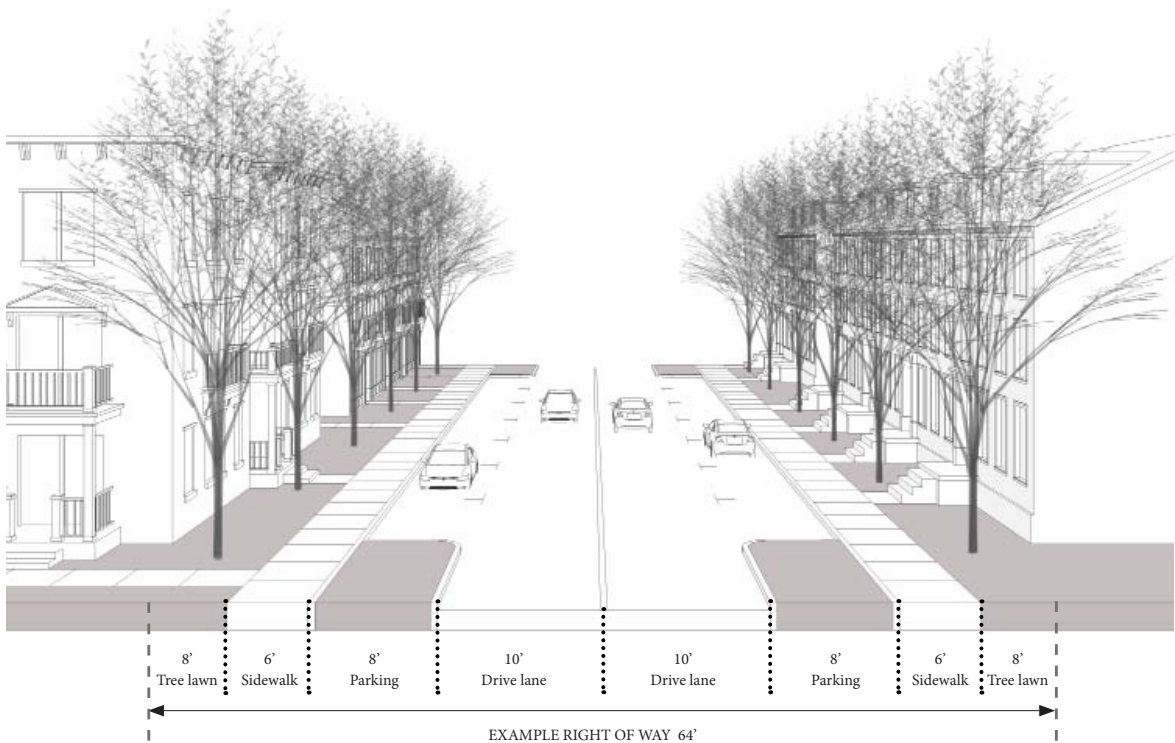 8’
Tree lawn
6’
Sidewalk
8’
Parking
10’
Drive lane
10’
Drive lane
8’
Parking
6’
Sidewalk
8’
Tree lawn
EXAMPLE RIGHT OF WAY 64’